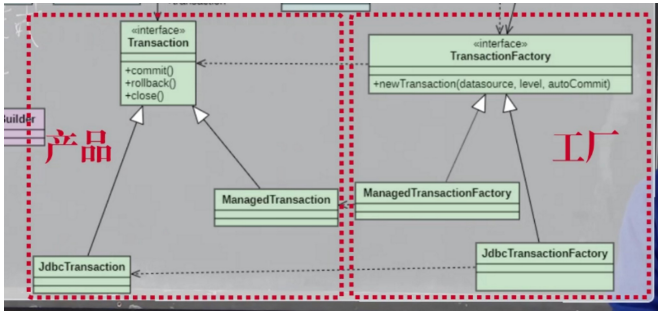 «interface»
Transaction
+commit()
+rollback()
+close()
«interface»
TransactionFactory
+newTransaction(datasource, level, autoCommit)
uilder
产品
工厂
ManagedTransaction
ManagedTransactionFactory
JdbcTransaction
JdbcTransactionFactory